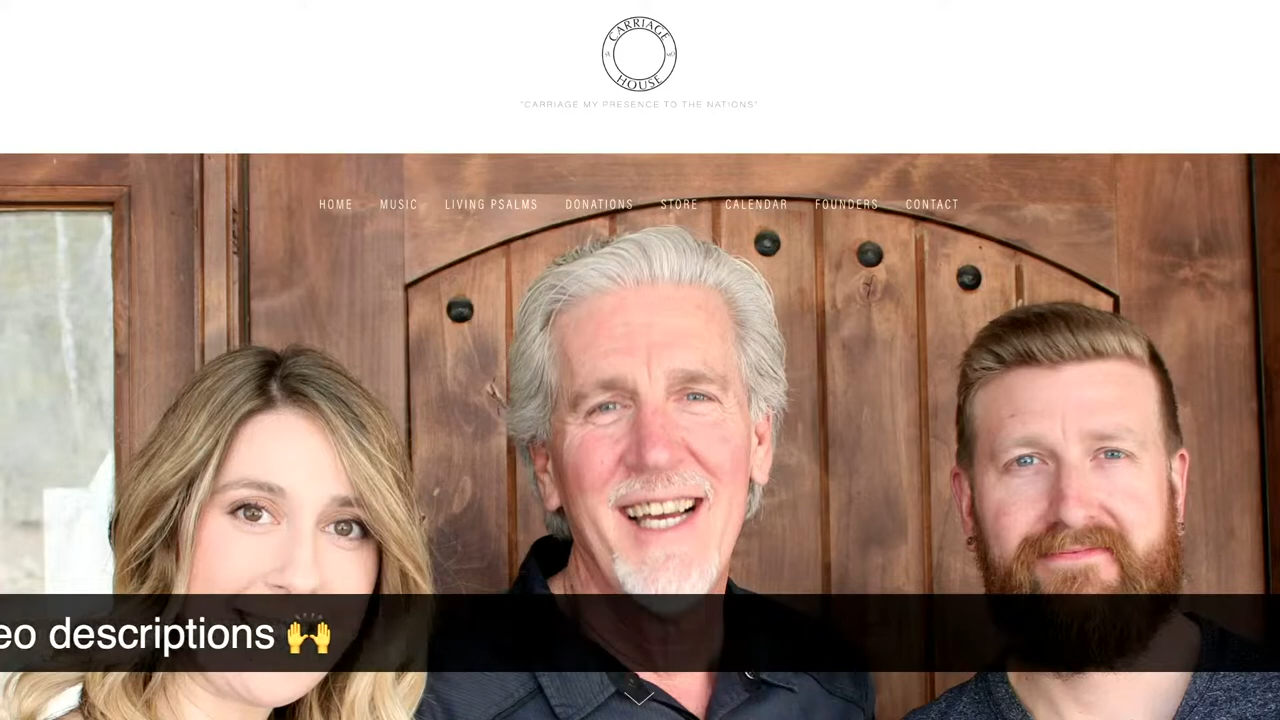 CARRIAGE
HOUSE
"CARRIAGE MY PRESENCE TO THE NATIONS"
HOME MUSIC LIVING PSALMS DONATIONS STORE CALENDAR FOUNDERS CONTACT
eo descriptions 🙌